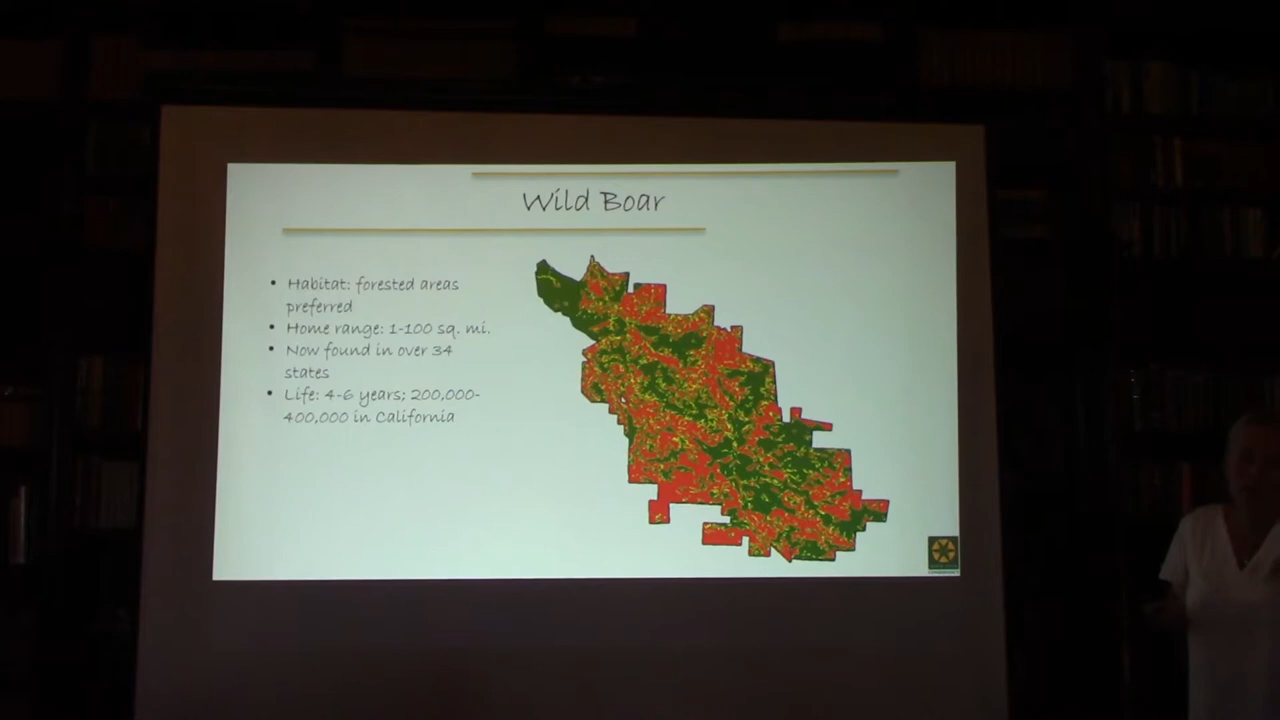 Wild Boar
• Habitat: forested areas
preferred
• Home range: 1-100 sq. mi.
• Now found in over 34
states
• Life: 4-6 years; 200,000-
400,000 in California